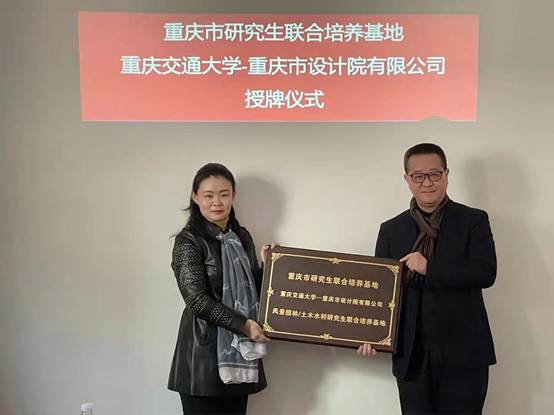 重庆市研究生联合培养基地
重庆交通大学-重庆市设计院有限公司
授牌仪式
重庆市研究生联合培养基地
重庆交通大学—重庆市设计院有限公司
风景园林/土木水利研究生联合培养基地